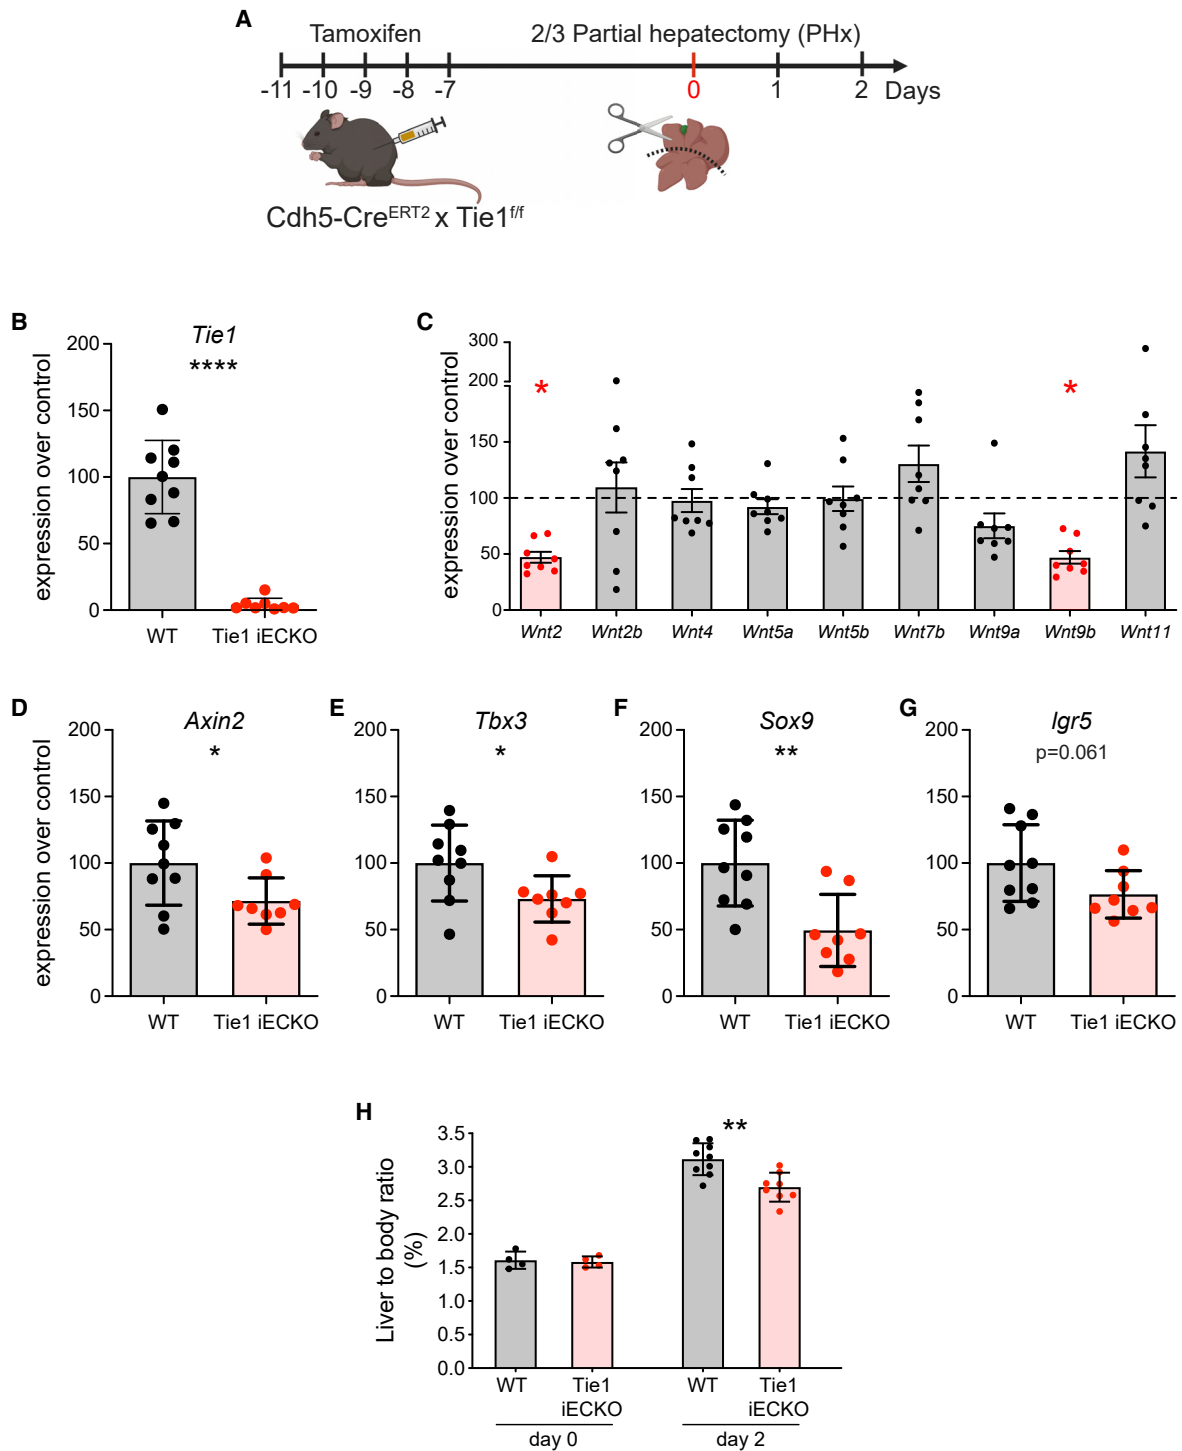 A
Tamoxifen 2/3 Partial hepatectomy (PHx)
-11 -10 -9 -8 -7 0 1 2 Days
Cdh5-CreERT2 x Tie1f/f
B
Tie1
****
expression over control
200
150
100
50
0
WT Tie1 iECKO
C
expression over control
300
200
150
100
50
0
* *
Wnt2 Wnt2b Wnt4 Wnt5a Wnt5b Wnt7b Wnt9a Wnt9b Wnt11
D
Axin2
*
expression over control
200
150
100
50
0
WT Tie1 iECKO
E
Tbx3
*
200
150
100
50
0
WT Tie1 iECKO
F
Sox9
**
200
150
100
50
0
WT Tie1 iECKO
G
lgr5
p=0.061
200
150
100
50
0
WT Tie1 iECKO
H
**
Liver to body ratio
(%)
3.5
3.0
2.5
2.0
1.5
1.0
0.5
0.0
WT Tie1 WT Tie1
iECKO iECKO
day 0 day 2